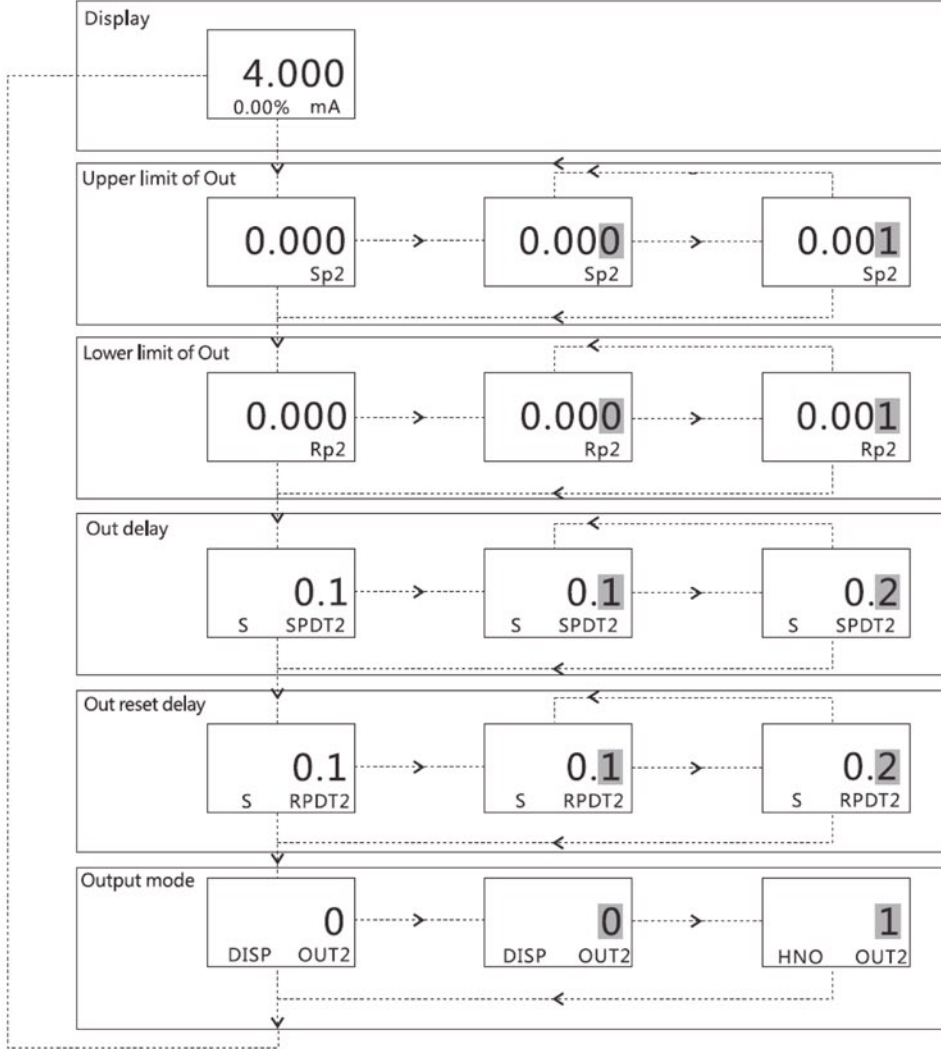 Display
4.000
0.00% mA
Upper limit of Out
0.000 0.000 0.001
Sp2 Sp2 Sp2
Lower limit of Out
0.000 0.000 0.001
Rp2 Rp2 Rp2
Out delay
0.1 0.1 0.2
S SPDT2 S SPDT2 S SPDT2
Out reset delay
0.1 0.1 0.2
S RPDT2 S RPDT2 S RPDT2
Output mode
0 0 1
DISP OUT2 DISP OUT2 HNO OUT2